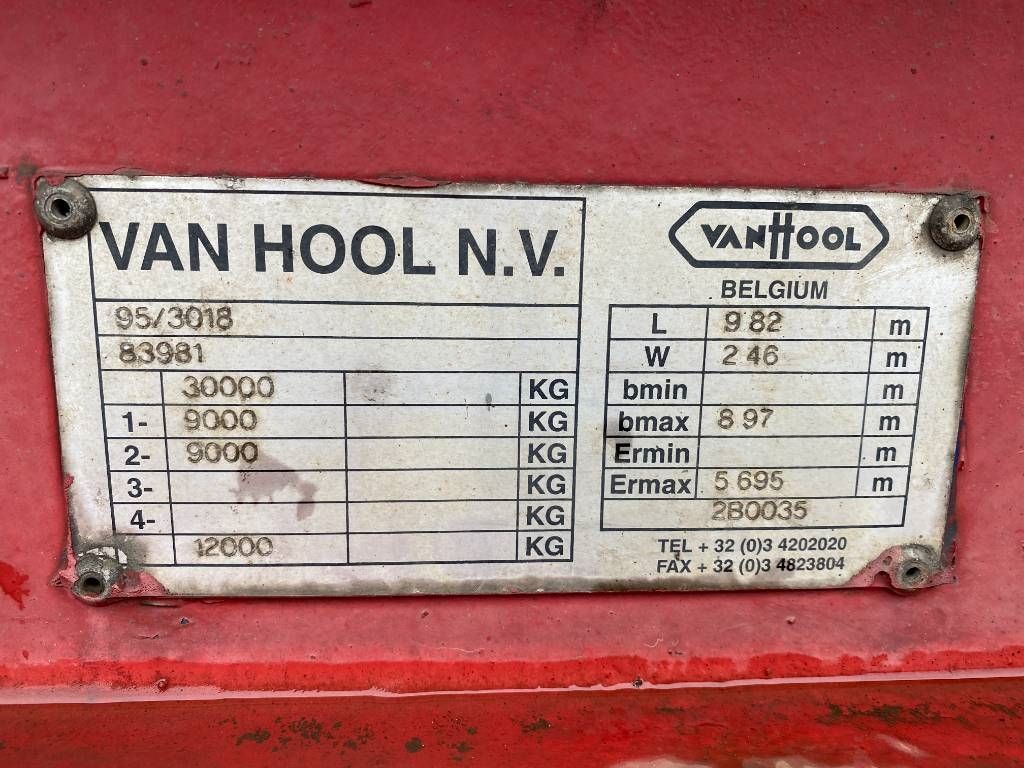 VAN HOOL N.V.
95/3018
83981
30000 KG
1- 9000 KG
2- 9000 KG
3- KG
4- KG
12000 KG
VANHOOL
BELGIUM
L 9 82 m
W 2 46 m
bmin m
bmax 8 97 m
Ermin m
Ermax 5 695 m
2B0035
TEL + 32 (0)3 4202020
FAX + 32 (0)3 4823804